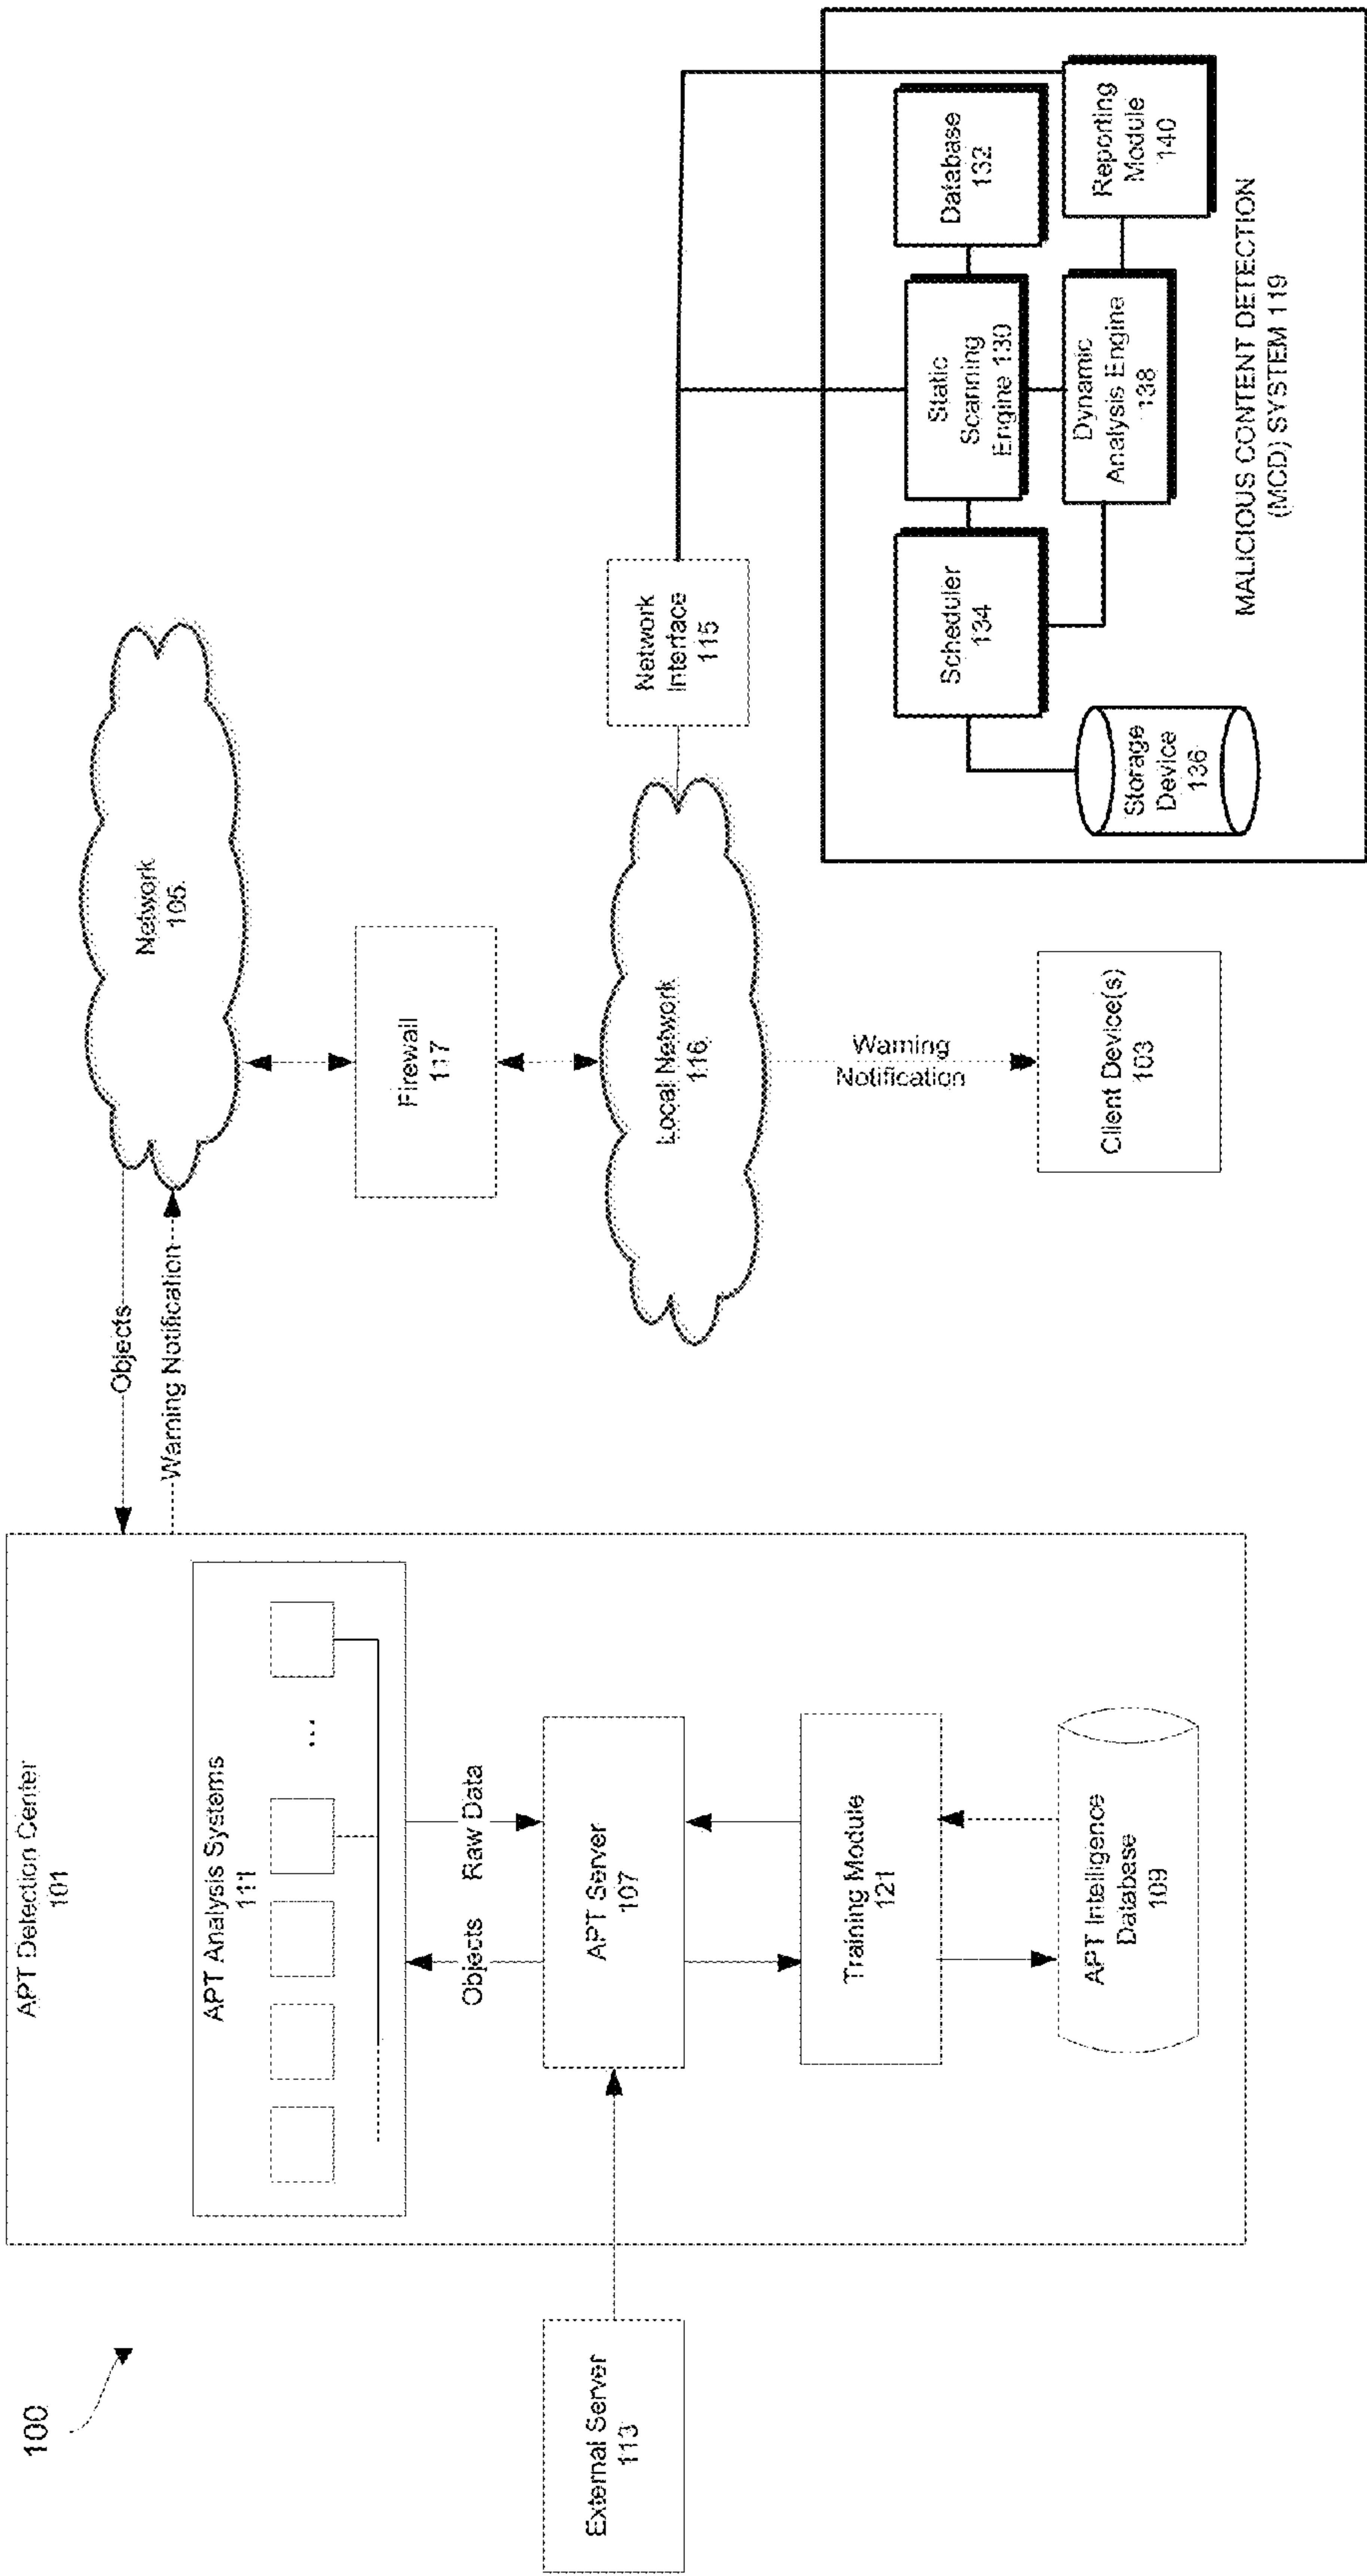 100
APT Detection Center
101
APT Analysis Systems
111
...
Objects
Raw Data
APT Server
107
Training Module
121
APT Intelligence
Database
109
External Server
113
Objects
Warning Notification
Network
105
Firewall
117
Local Network
116
Warning
Notification
Client Device(s)
103
Network
Interface
115
Scheduler
134
Static
Scanning
Engine 130
Database
132
Storage
Device
136
Dynamic
Analysis Engine
138
Reporting
Module
140
MALICIOUS CONTENT DETECTION
(MCD) SYSTEM 119